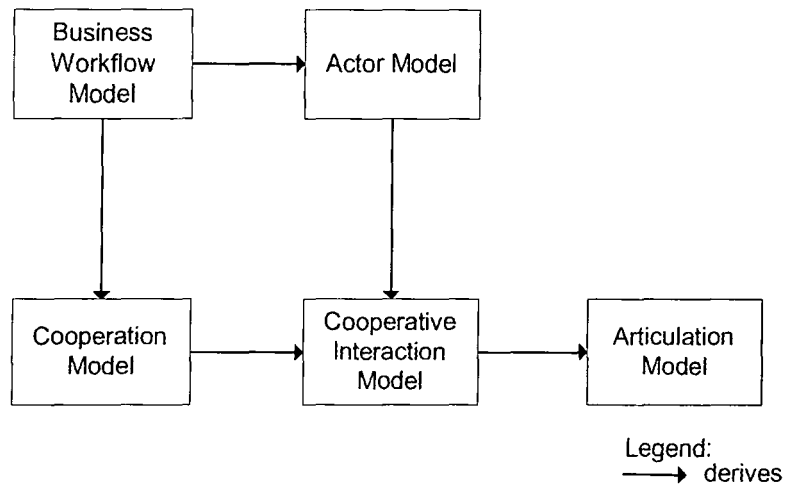 Business
Workflow
Model
Actor Model
Cooperation
Model
Cooperative
Interaction
Model
Articulation
Model
Legend:
derives